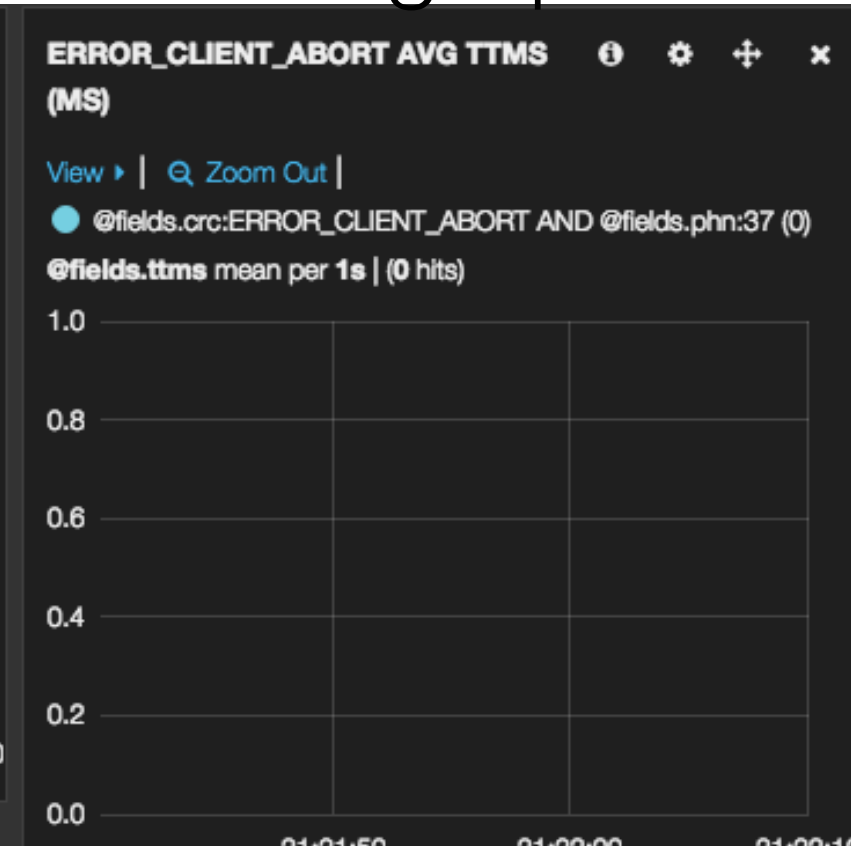 ERROR_CLIENT_ABORT AVG TTMS
(MS)
View | Zoom Out |
@fields.crc:ERROR_CLIENT_ABORT AND @fields.phn:37 (0)
@fields.ttms mean per 1s | (0 hits)
1.0
0.8
0.6
0.4
0.2
0.0